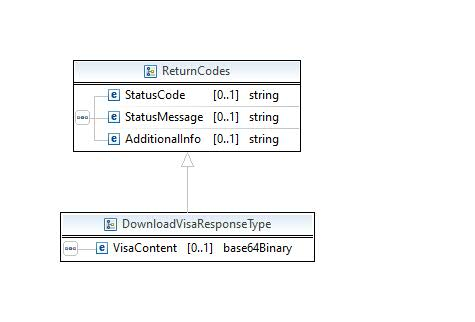 ReturnCodes
e StatusCode [0..1] string
e StatusMessage [0..1] string
e AdditionalInfo [0..1] string
DownloadVisaResponseType
e VisaContent [0..1] base64Binary